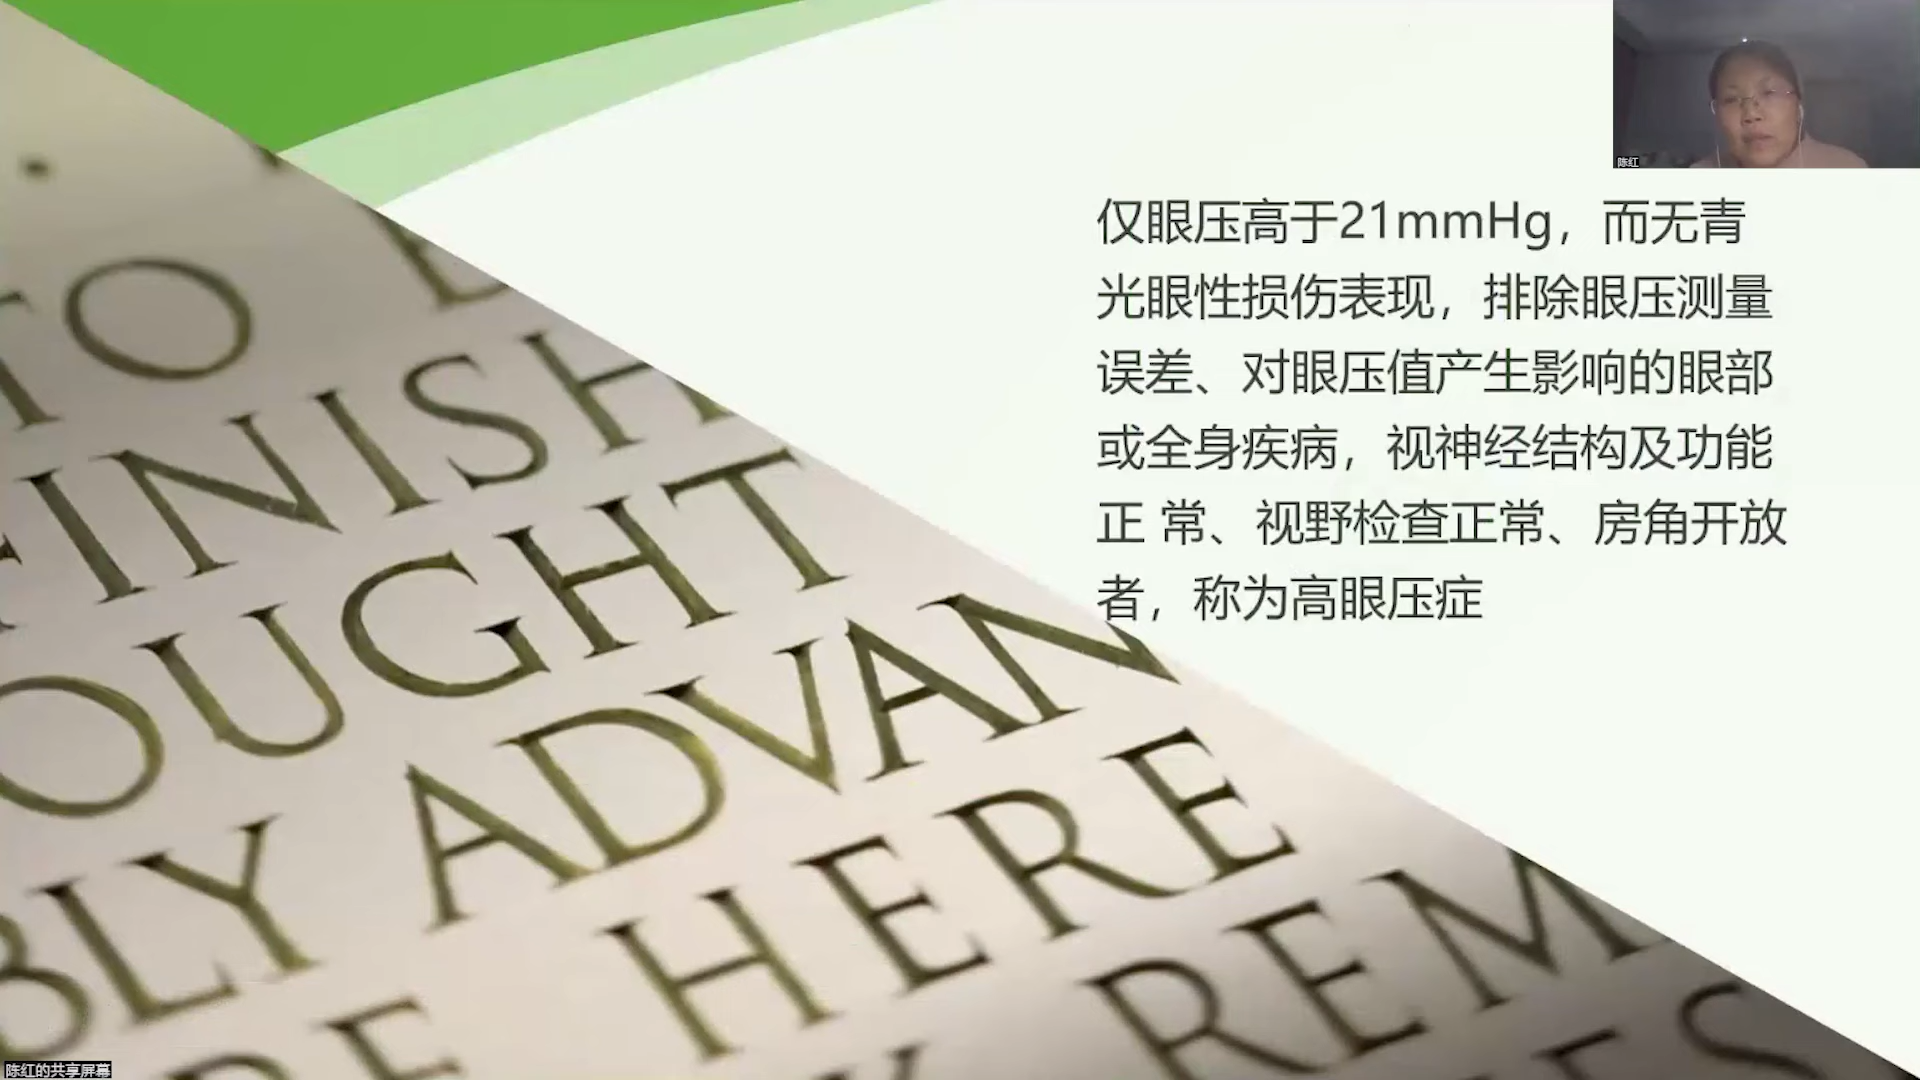 陈红
仅眼压高于21mmHg，而无青
光眼性损伤表现，排除眼压测量
误差、对眼压值产生影响的眼部
或全身疾病，视神经结构及功能
正 常、视野检查正常、房角开放
者，称为高眼压症
TO
FINISH
OUGHT
BLY ADVAN
HERE
REM
陈红的共享屏幕